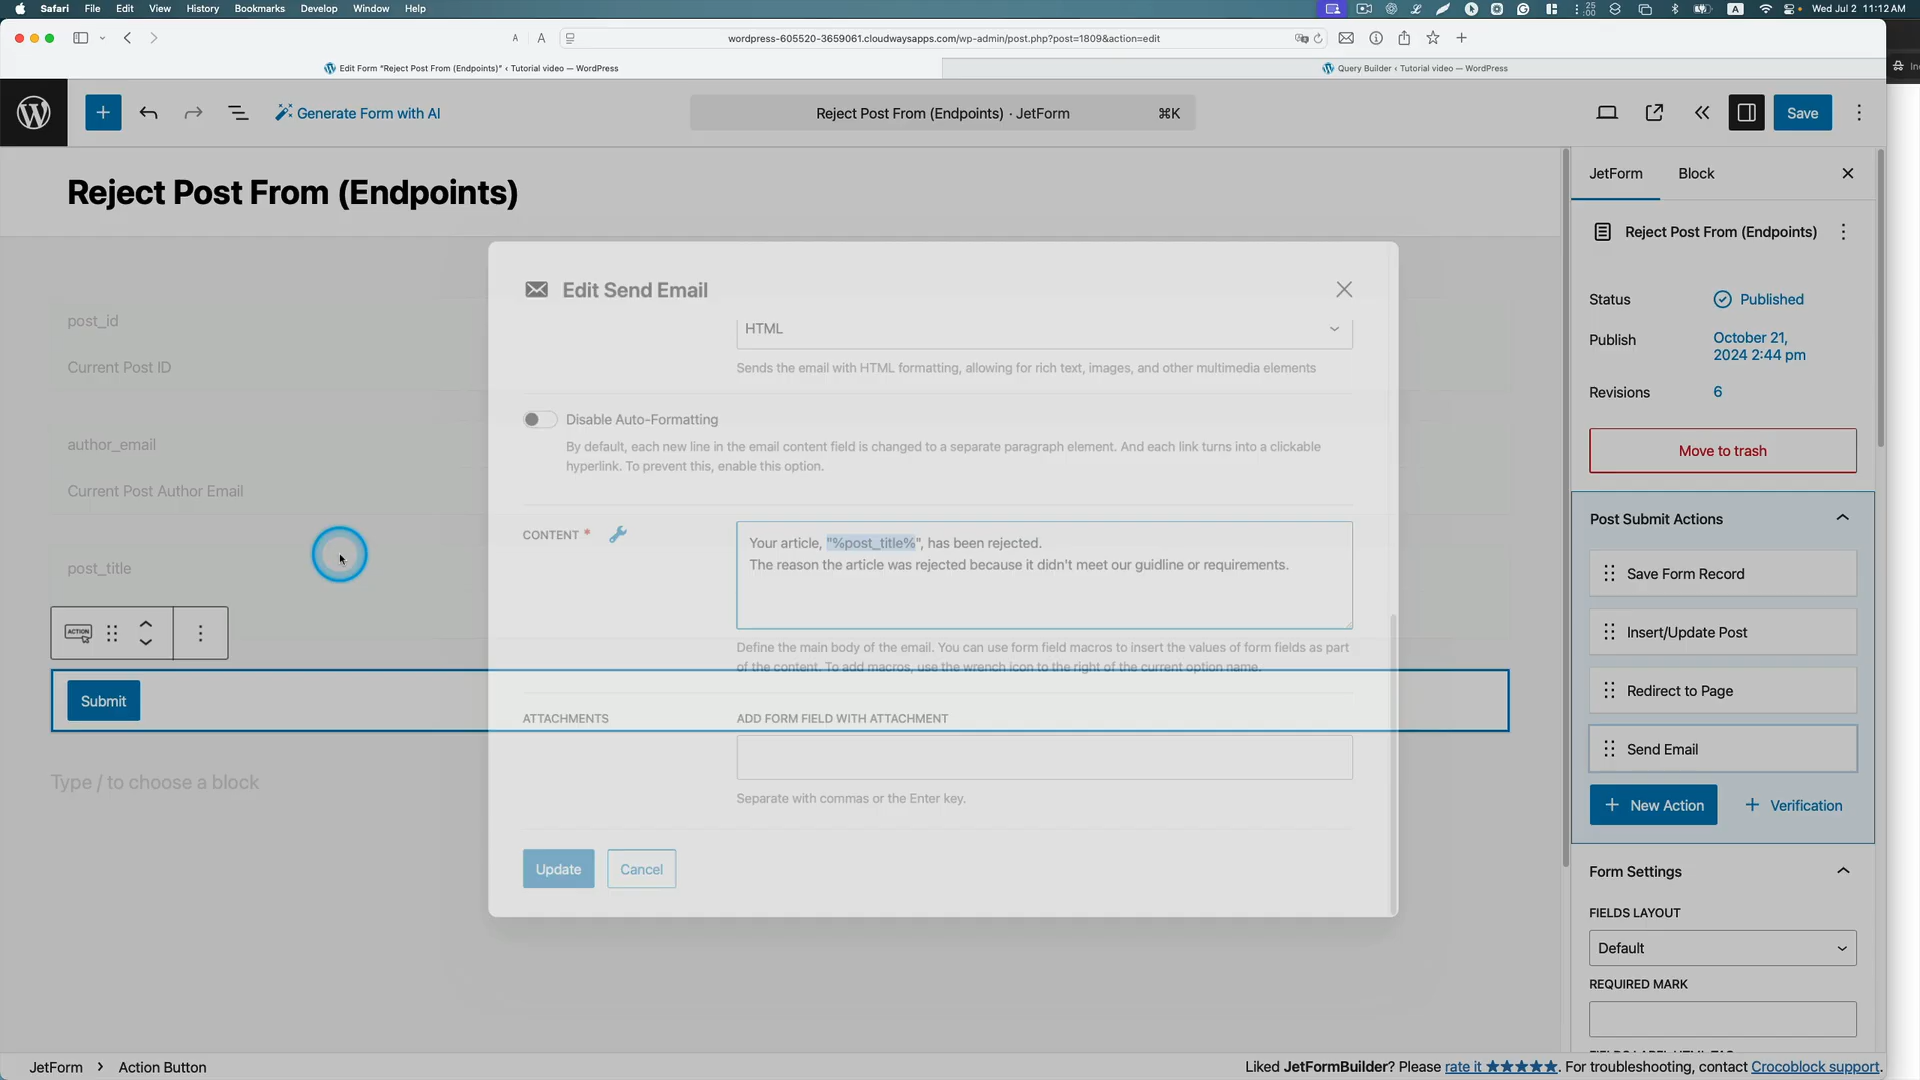 Safari File Edit View History Bookmarks Develop Window Help
25
00
A
Wed Jul 2 11:12 AM
A A
wordpress-605520-3659061.cloudwaysapps.com/wp-admin/post.php?post=1809&action=edit
Edit Form “Reject Post From (Endpoints)” ‹ Tutorial video — WordPress
Query Builder ‹ Tutorial video — WordPress
Generate Form with AI
Reject Post From (Endpoints) · JetForm ⌘K
Save
Reject Post From (Endpoints)
JetForm Block
Reject Post From (Endpoints)
Status Published
Publish October 21,
2024 2:44 pm
Revisions 6
Move to trash
Post Submit Actions
Save Form Record
Insert/Update Post
Redirect to Page
Send Email
New Action
Verification
Form Settings
FIELDS LAYOUT
Default
REQUIRED MARK
post_id
Current Post ID
author_email
Current Post Author Email
post_title
ACTION
Submit
Type / to choose a block
Edit Send Email
HTML
Sends the email with HTML formatting, allowing for rich text, images, and other multimedia elements
Disable Auto-Formatting
By default, each new line in the email content field is changed to a separate paragraph element. And each link turns into a clickable
hyperlink. To prevent this, enable this option.
CONTENT *
Your article, "%post_title%", has been rejected.
The reason the article was rejected because it didn't meet our guidline or requirements.
Define the main body of the email. You can use form field macros to insert the values of form fields as part
of the content. To add macros, use the wrench icon to the right of the current option name.
ATTACHMENTS
ADD FORM FIELD WITH ATTACHMENT
Separate with commas or the Enter key.
Update
Cancel
JetForm > Action Button
Liked JetFormBuilder? Please rate it ★★★★★. For troubleshooting, contact Crocoblock support.